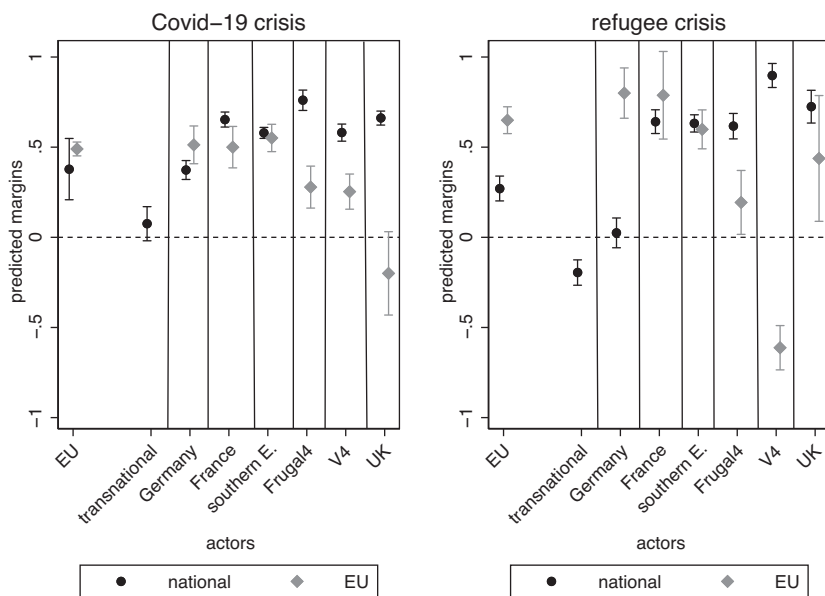 Covid−19 crisis
predicted margins
1
.5
0
−.5
−1
EU
transnational
Germany
France
southern E.
Frugal4
V4
UK
actors
national
EU
refugee crisis
predicted margins
1
.5
0
−.5
−1
EU
transnational
Germany
France
southern E.
Frugal4
V4
UK
actors
national
EU